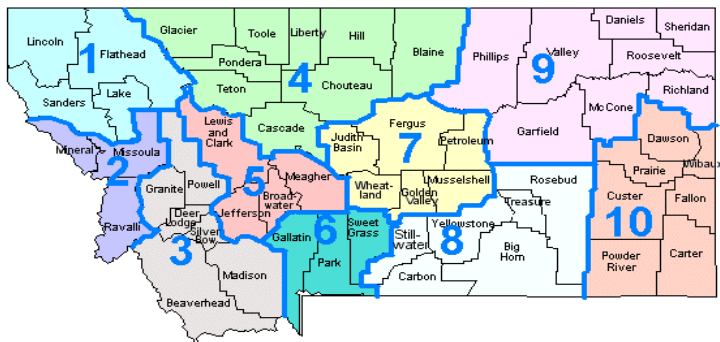 Lincoln
Flathead
1
Sanders
Lake
Glacier
Toole
Liberty
Hill
Blaine
Pondera
4
Teton
Chouteau
Cascade
Phillips
Valley
9
Daniels
Sheridan
Roosevelt
Richland
McCone
Garfield
Mineral
Missoula
2
Ravalli
Granite
Powell
Deer
Lodge
Silver
Bow
3
Madison
Beaverhead
Lewis
and
Clark
5
Meagher
Broad-
water
Jefferson
Gallatin
6
Sweet
Grass
Park
Judith
Basin
Fergus
7
Petroleum
Wheat-
land
Golden
Valley
Musselshell
Still-
water
Yellowstone
8
Carbon
Big
Horn
Treasure
Rosebud
Dawson
Wibaux
Prairie
Custer
Fallon
10
Powder
River
Carter